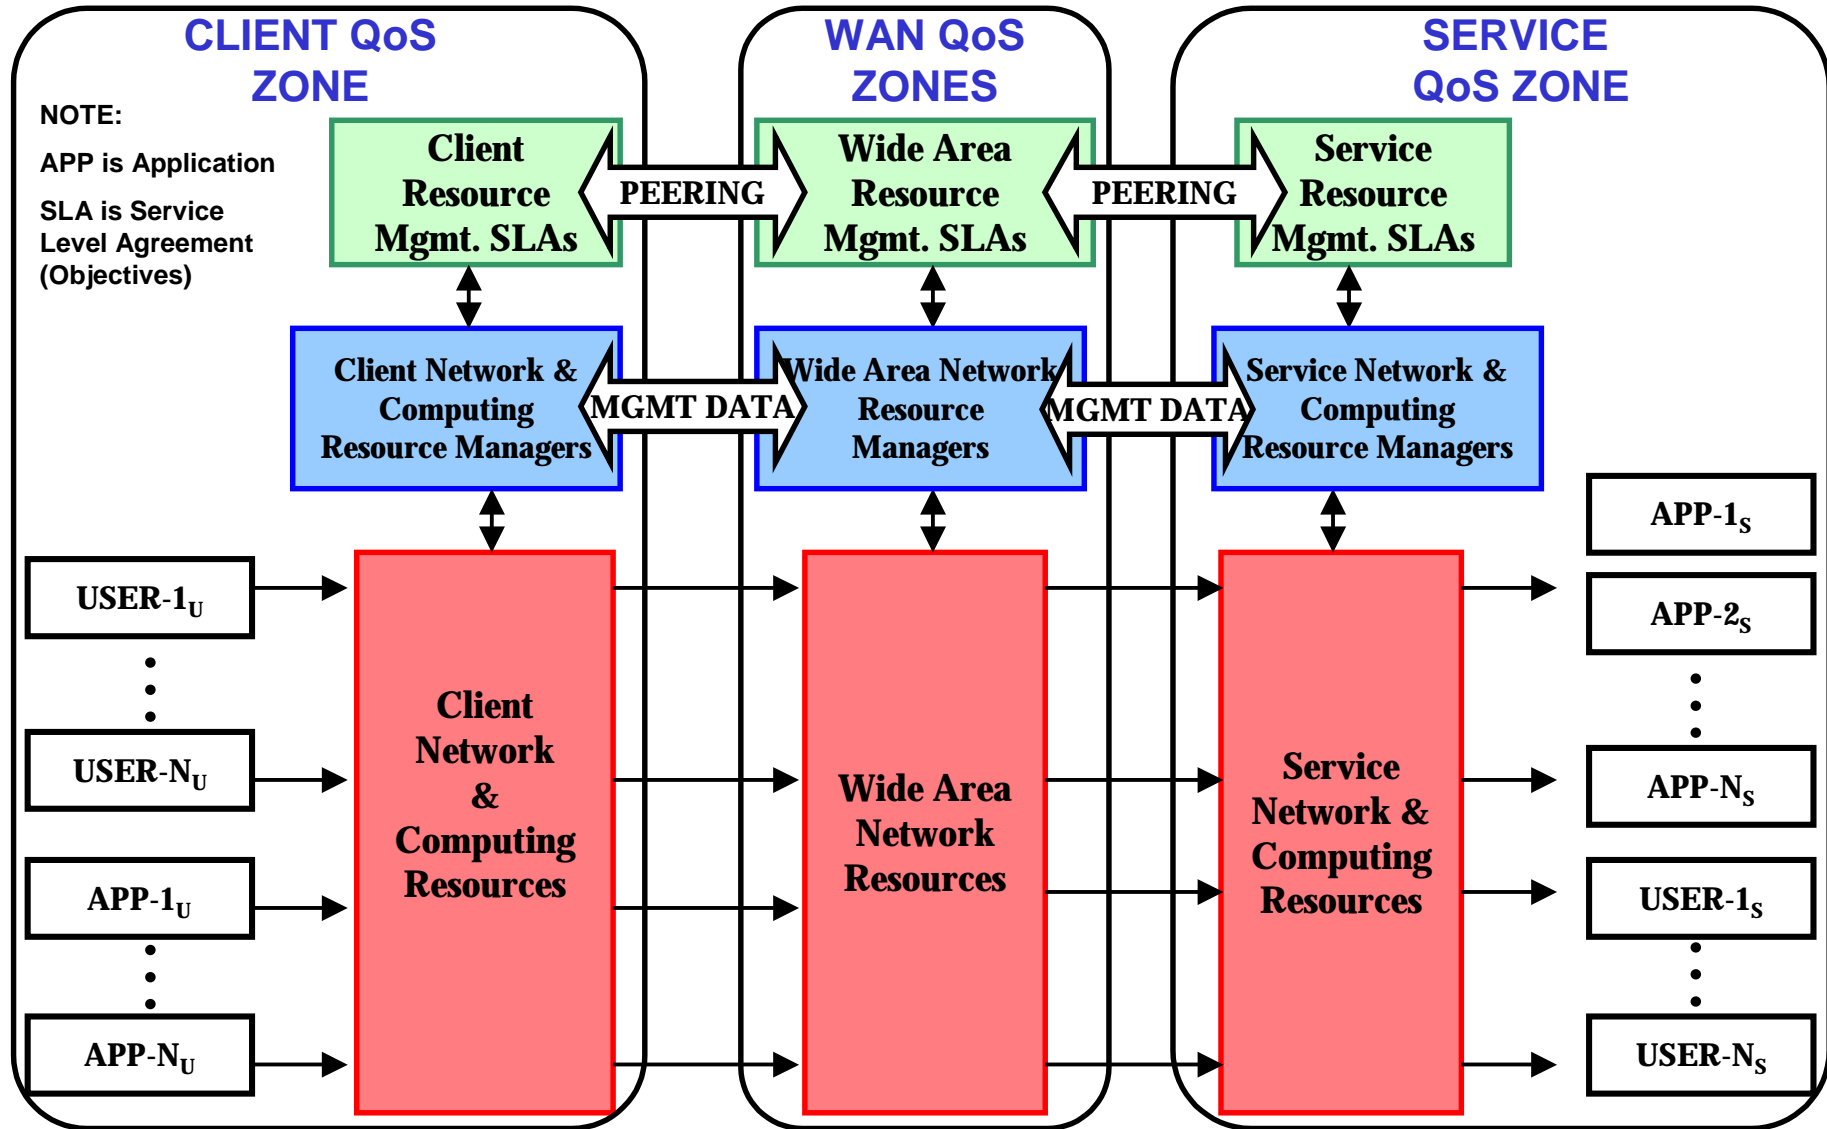 CLIENT QoS
ZONE
WAN QoS
ZONES
SERVICE
QoS ZONE
NOTE:
APP is Application
SLA is Service
Level Agreement
(Objectives)
Client
Resource
Mgmt. SLAs
PEERING
Wide Area
Resource
Mgmt. SLAs
PEERING
Service
Resource
Mgmt. SLAs
Client Network &
Computing
Resource Managers
MGMT DATA
Wide Area Network
Resource
Managers
MGMT DATA
Service Network &
Computing
Resource Managers
USER-1U
USER-NU
APP-1U
APP-NU
Client
Network
&
Computing
Resources
Wide Area
Network
Resources
Service
Network &
Computing
Resources
APP-1S
APP-2S
APP-NS
USER-1S
USER-NS